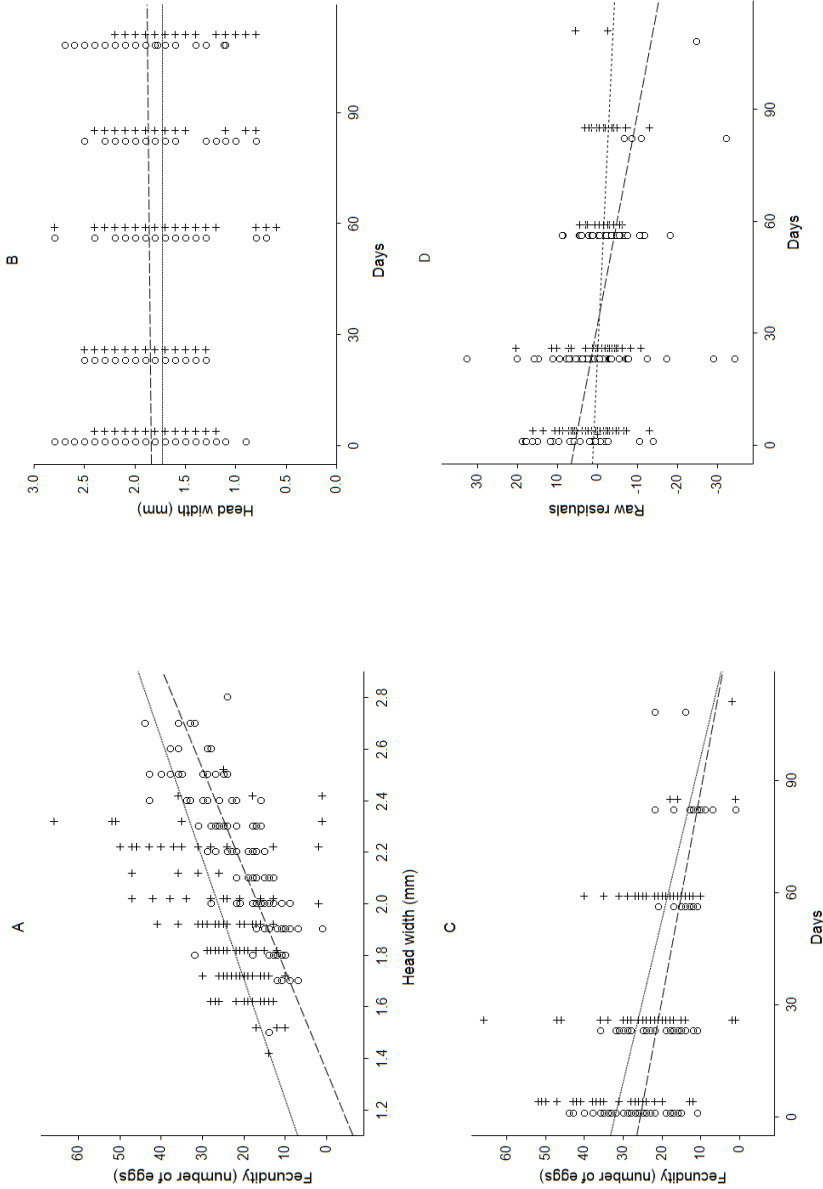 A
60
50
40
30
20
10
0
Fecundity (number of eggs)
1.2 1.4 1.6 1.8 2.0 2.2 2.4 2.6 2.8
Head width (mm)
B
3.0
2.5
2.0
1.5
1.0
0.5
0.0
Head width (mm)
0 30 60 90
Days
C
60
50
40
30
20
10
0
Fecundity (number of eggs)
0 30 60 90
Days
D
30
20
10
0
-10
-20
-30
Raw residuals
0 30 60 90
Days